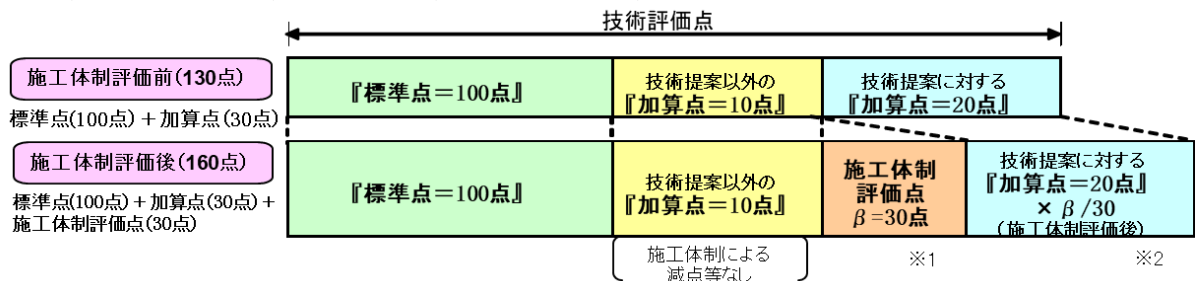 技術評価点
施工体制評価前(130点)
標準点(100点)＋加算点(30点)
『標準点＝100点』
技術提案以外の
『加算点＝10点』
技術提案に対する
『加算点＝20点』
施工体制評価後(160点)
標準点(100点)＋加算点(30点)＋
施工体制評価点(30点)
『標準点＝100点』
技術提案以外の
『加算点＝10点』
施工体制
評価点
β＝30点
技術提案に対する
『加算点＝20点』
× β/30
(施工体制評価後)
施工体制による
減点等なし
※1
※2